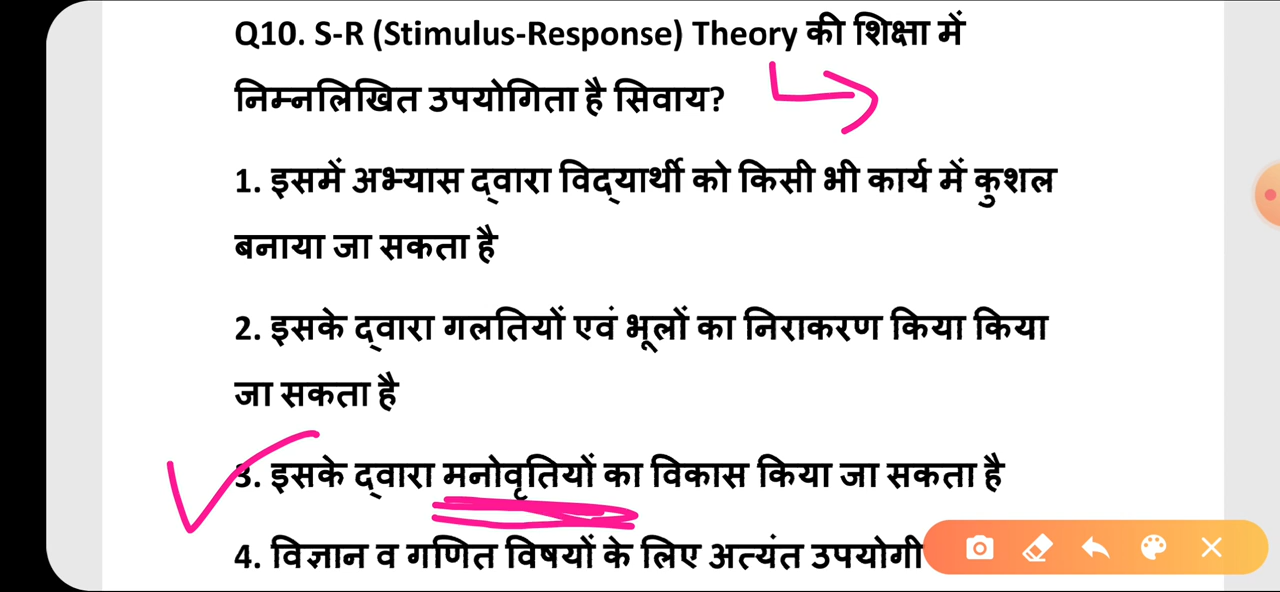 Q10. S-R (Stimulus-Response) Theory की शिक्षा में
निम्नलिखित उपयोगिता है सिवाय?
1. इसमें अभ्यास द्वारा विद्यार्थी को किसी भी कार्य में कुशल
बनाया जा सकता है
2. इसके द्वारा गलतियों एवं भूलों का निराकरण किया किया
जा सकता है
3. इसके द्वारा मनोवृतियों का विकास किया जा सकता है
4. विज्ञान व गणित विषयों के लिए अत्यंत उपयोगी